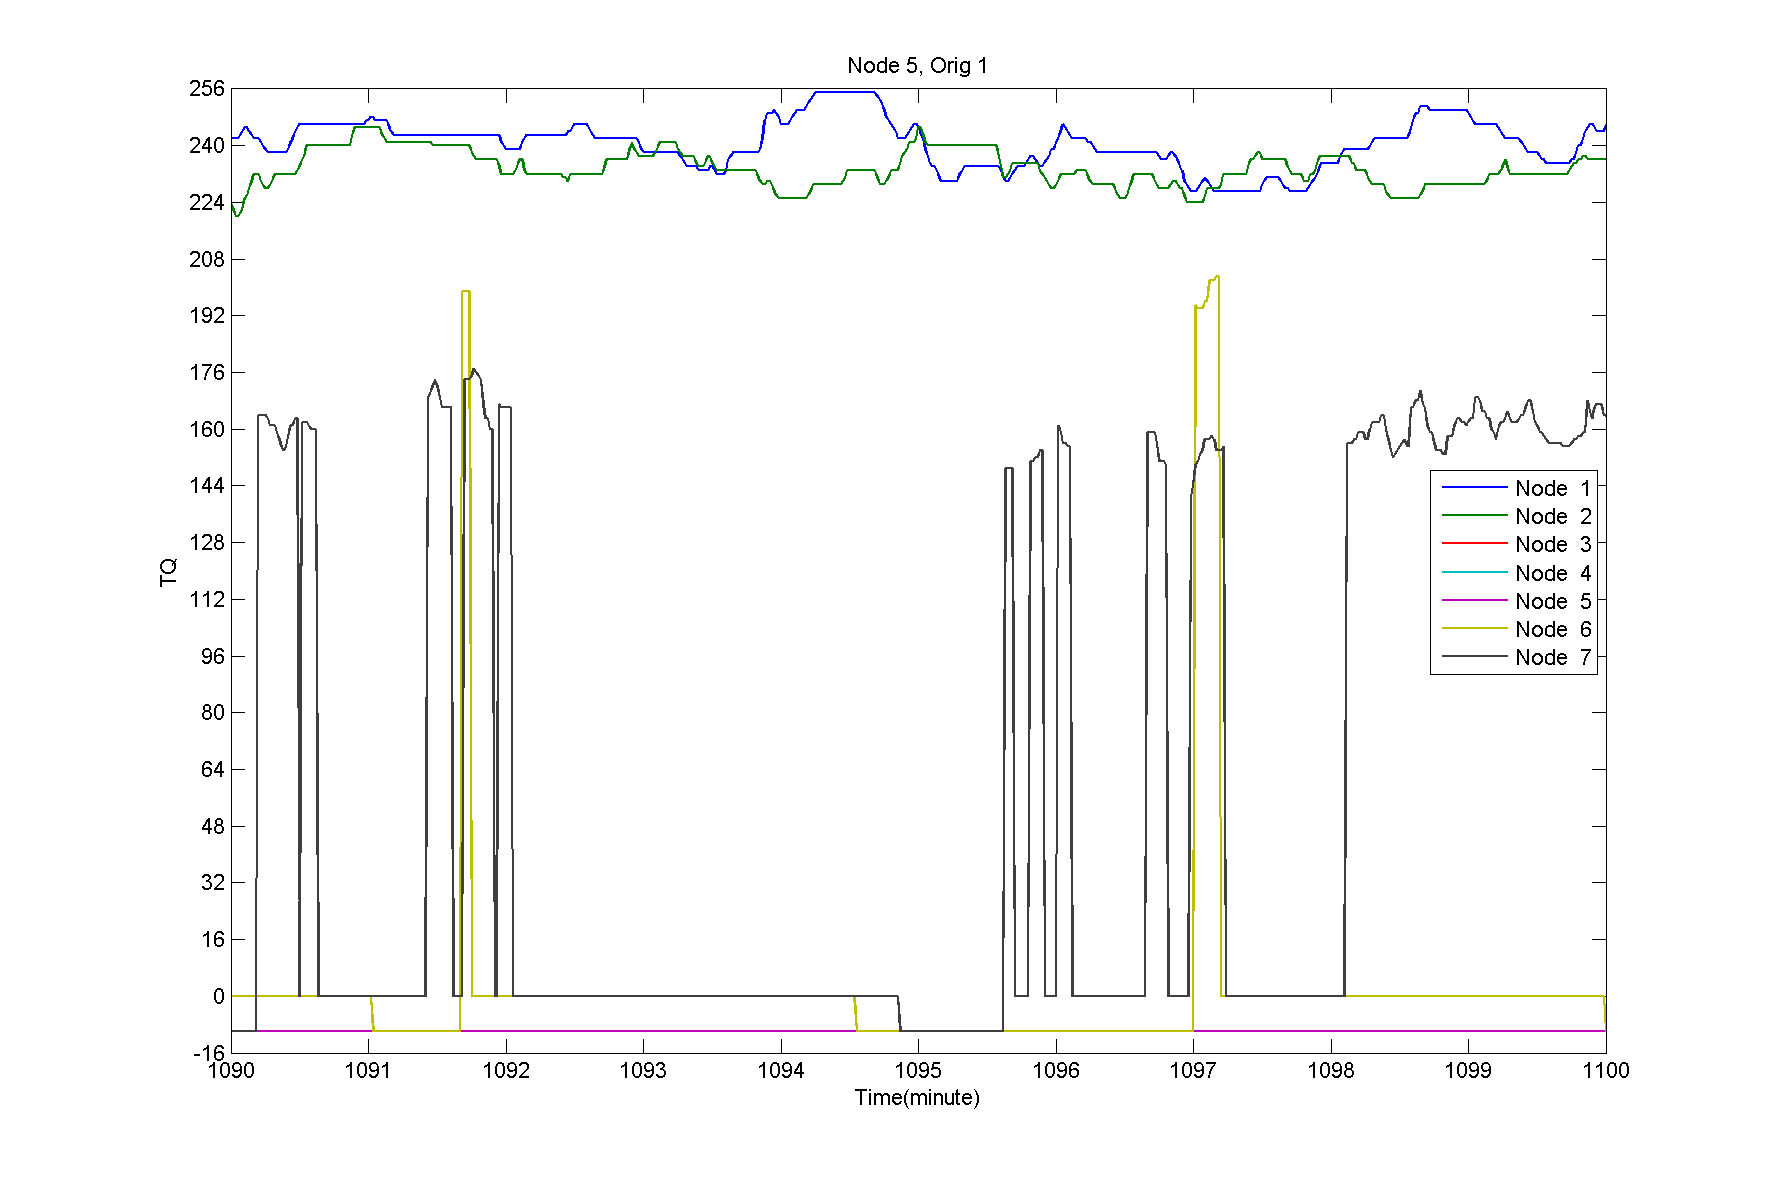 Node 5, Orig 1
256
240
224
208
192
176
160
144
128
112
96
80
64
48
32
16
0
-16
TQ
Node 1
Node 2
Node 3
Node 4
Node 5
Node 6
Node 7
1090 1091 1092 1093 1094 1095 1096 1097 1098 1099 1100
Time(minute)